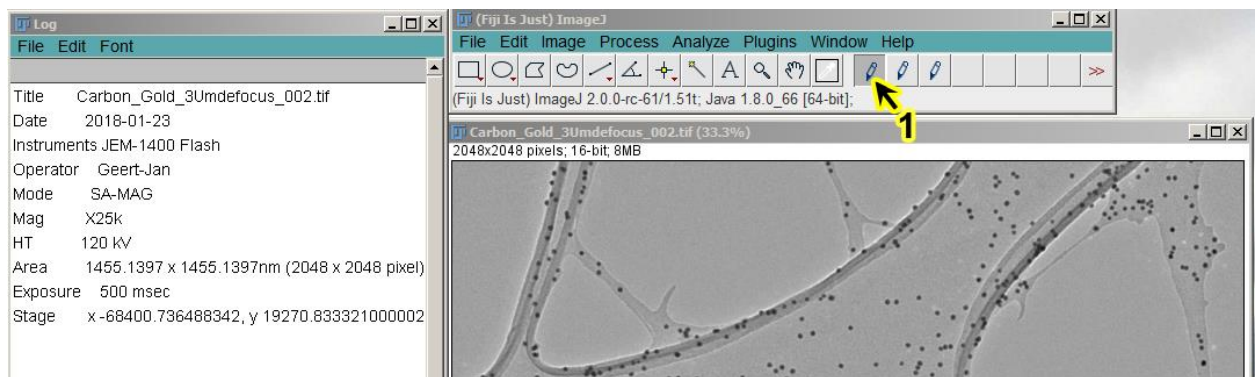 Log
File Edit Font
Title Carbon_Gold_3Umdefocus_002.tif
Date 2018-01-23
Instruments JEM-1400 Flash
Operator Geert-Jan
Mode SA-MAG
Mag X25k
HT 120 kV
Area 1455.1397 x 1455.1397nm (2048 x 2048 pixel)
Exposure 500 msec
Stage x -68400.736488342, y 19270.833321000002
(Fiji Is Just) ImageJ
File Edit Image Process Analyze Plugins Window Help
A >>
(Fiji Is Just) ImageJ 2.0.0-rc-61/1.51t; Java 1.8.0_66 [64-bit];
1
Carbon_Gold_3Umdefocus_002.tif (33.3%)
2048x2048 pixels; 16-bit; 8MB